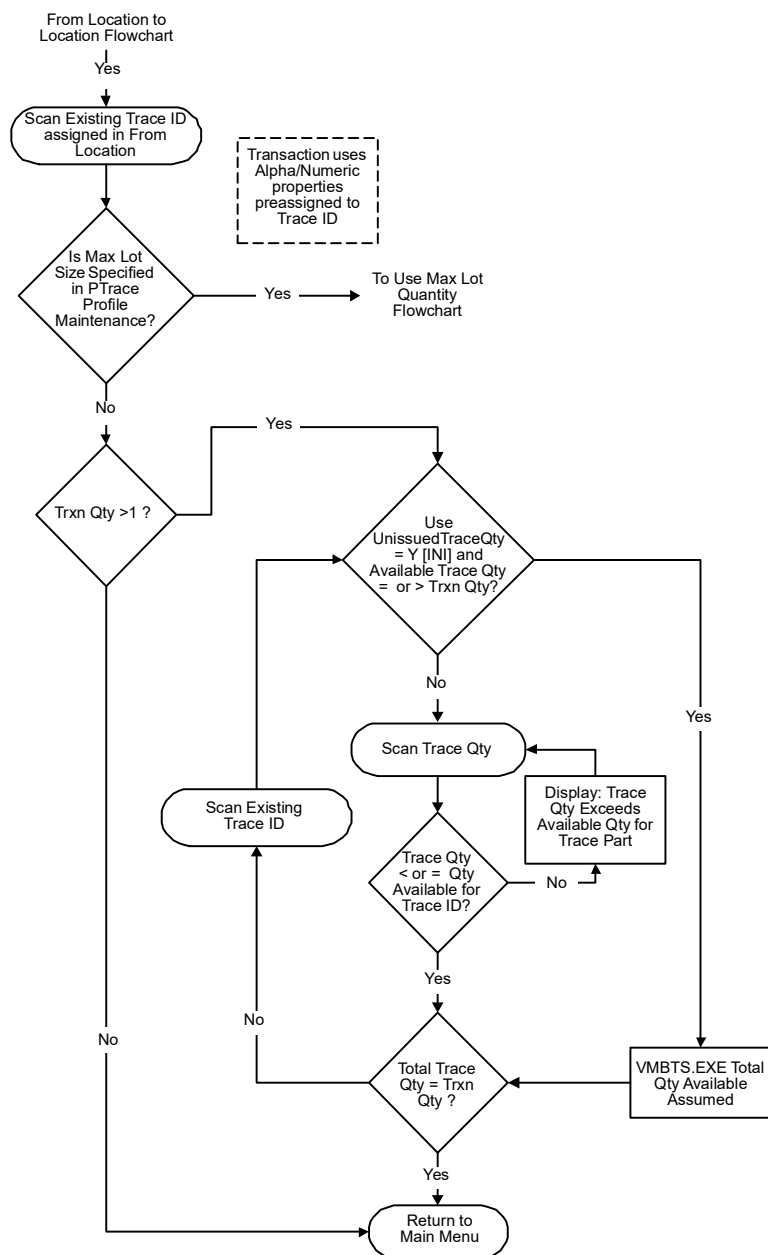 From Location to
Location Flowchart
Yes
Scan Existing Trace ID
assigned in From
Location
Transaction uses
Alpha/Numeric
properties
preassigned to
Trace ID
Is Max Lot
Size Specified
in PTrace
Profile
Maintenance?
Yes
To Use Max Lot
Quantity
Flowchart
No
Yes
Trxn Qty >1 ?
Use
UnissuedTraceQty
= Y [INI] and
Available Trace Qty
= or > Trxn Qty?
No
Yes
Scan Trace Qty
Display: Trace
Qty Exceeds
Available Qty for
Trace Part
Scan Existing
Trace ID
Trace Qty
< or = Qty
Available for
Trace ID?
No
Yes
No
No
Total Trace
Qty = Trxn
Qty ?
VMBTS.EXE Total
Qty Available
Assumed
Yes
Return to
Main Menu